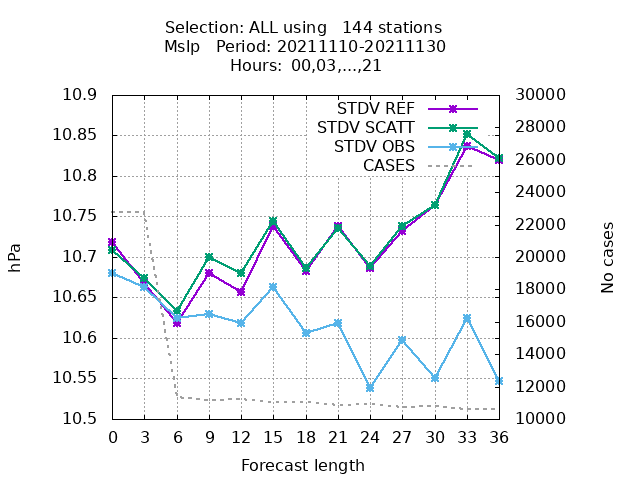 Selection: ALL using   144 stations
Mslp   Period: 20211110-20211130
Hours:  00,03,...,21
10.9
10.85
10.8
10.75
10.7
10.65
10.6
10.55
10.5
hPa
STDV REF
STDV SCATT
STDV OBS
CASES
30000
28000
26000
24000
22000
20000
18000
16000
14000
12000
10000
No cases
0 3 6 9 12 15 18 21 24 27 30 33 36
Forecast length